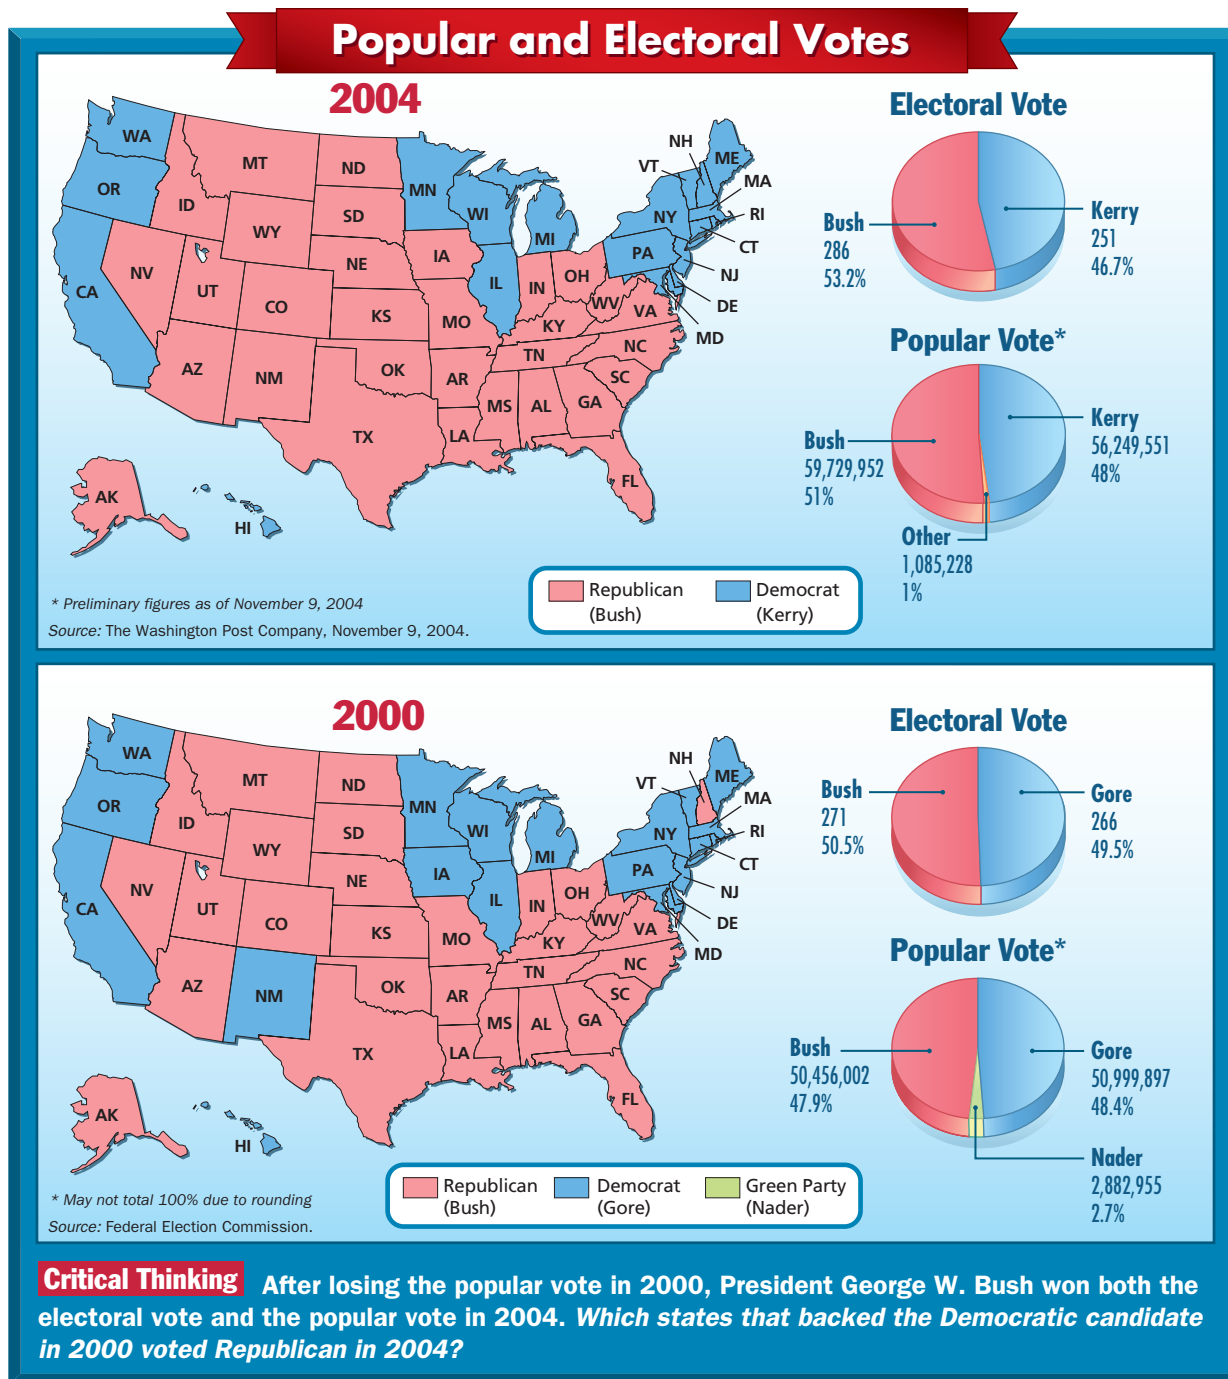 Popular and Electoral Votes
2004
WA
OR
CA
NV
ID
MT
WY
UT
AZ
CO
NM
ND
SD
NE
KS
OK
TX
MN
IA
MO
AR
LA
WI
IL
MI
IN
OH
KY
TN
MS
AL
GA
FL
SC
NC
VA
WV
PA
NY
VT
NH
ME
MA
RI
CT
NJ
DE
MD
AK
HI
Electoral Vote
Bush
286
53.2%
Kerry
251
46.7%
Popular Vote*
Bush
59,729,952
51%
Kerry
56,249,551
48%
Other
1,085,228
1%
Republican
(Bush)
Democrat
(Kerry)
* Preliminary figures as of November 9, 2004
Source: The Washington Post Company, November 9, 2004.
2000
WA
OR
CA
NV
ID
MT
WY
UT
AZ
CO
NM
ND
SD
NE
KS
OK
TX
MN
IA
MO
AR
LA
WI
IL
MI
IN
OH
KY
TN
MS
AL
GA
FL
SC
NC
VA
WV
PA
NY
VT
NH
ME
MA
RI
CT
NJ
DE
MD
AK
HI
Electoral Vote
Bush
271
50.5%
Gore
266
49.5%
Popular Vote*
Bush
50,456,002
47.9%
Gore
50,999,897
48.4%
Nader
2,882,955
2.7%
Republican
(Bush)
Democrat
(Gore)
Green Party
(Nader)
* May not total 100% due to rounding
Source: Federal Election Commission.
Critical Thinking After losing the popular vote in 2000, President George W. Bush won both the
electoral vote and the popular vote in 2004. Which states that backed the Democratic candidate
in 2000 voted Republican in 2004?